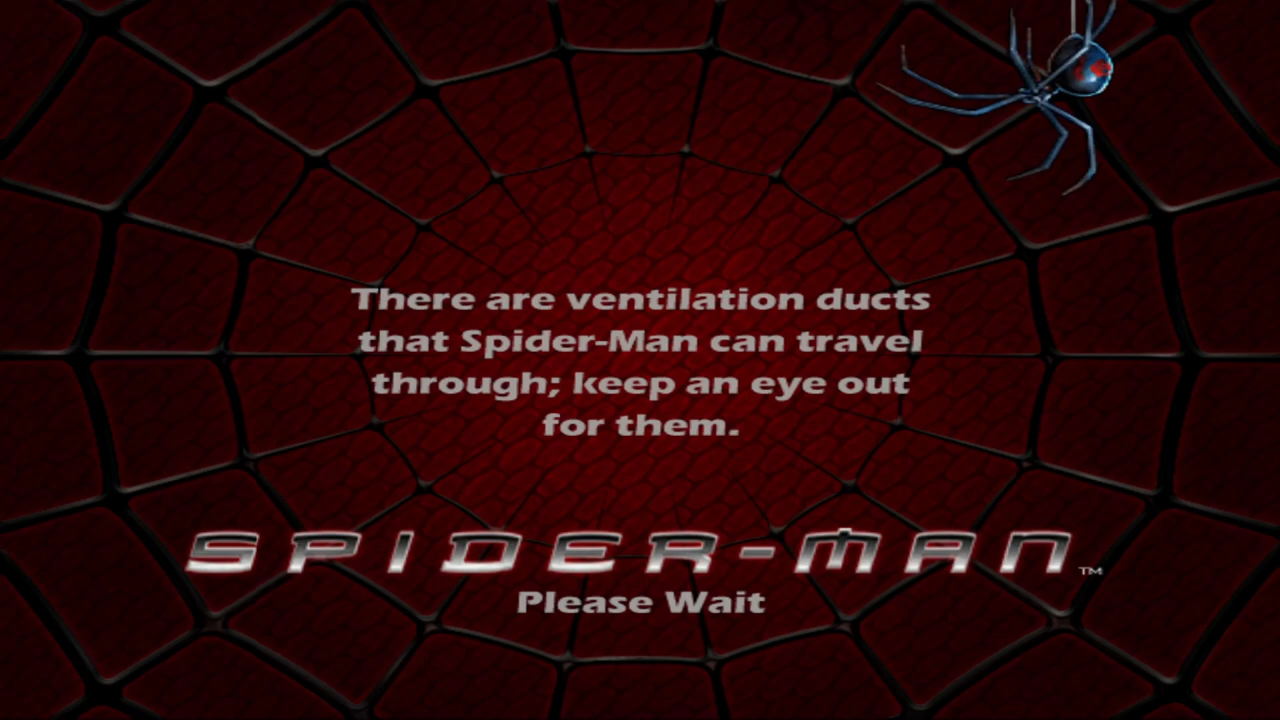 There are ventilation ducts
that Spider-Man can travel
through; keep an eye out
for them.
SPIDER-MAN™
Please Wait